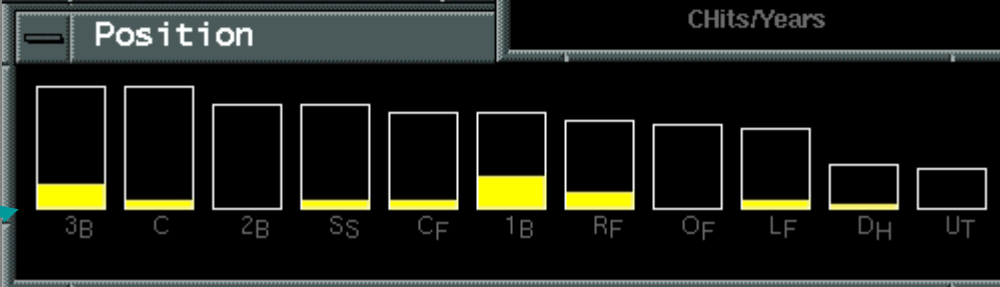 CHits/Years
Position
3B C 2B SS CF 1B RF OF LF DH UT